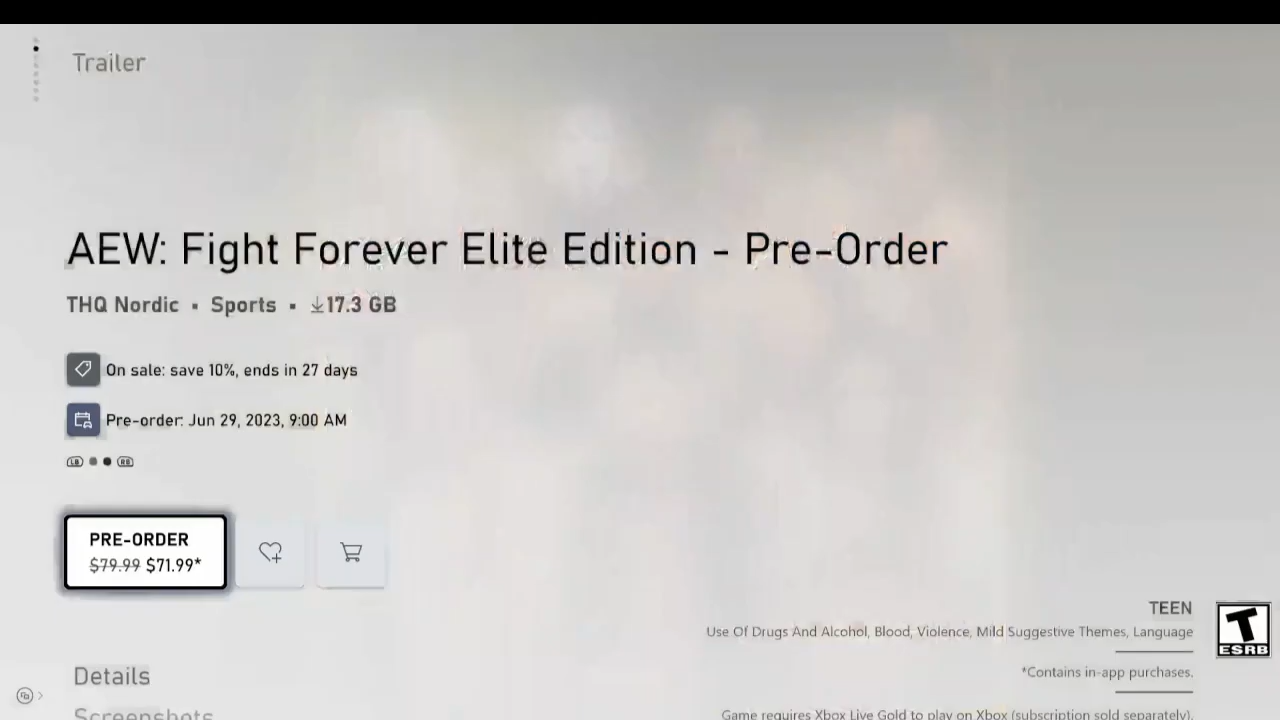 Trailer
AEW: Fight Forever Elite Edition - Pre-Order
THQ Nordic ▪ Sports ▪ 17.3 GB
On sale: save 10%, ends in 27 days
Pre-order: Jun 29, 2023, 9:00 AM
LB RB
PRE-ORDER
$79.99 $71.99*
TEEN
Use Of Drugs And Alcohol, Blood, Violence, Mild Suggestive Themes, Language
T
ESRB
*Contains in-app purchases.
Details
Screenshots
Game requires Xbox Live Gold to play on Xbox (subscription sold separately).